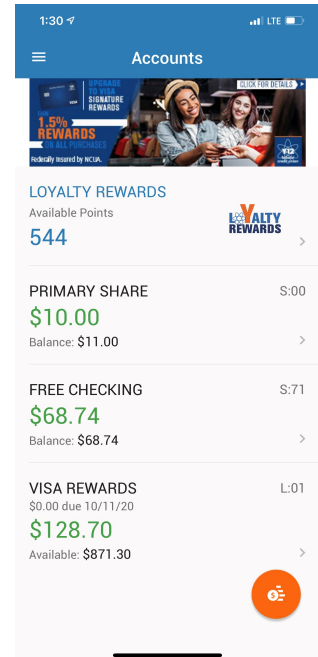 1:30
LTE
Accounts
UPGRADE
TO VISA
SIGNATURE
REWARDS
CLICK FOR DETAILS
1.5%
REWARDS
ON ALL PURCHASES
Federally Insured by NCUA.
Y-12
LOYALTY REWARDS
Available Points
544
LOYALTY
REWARDS
PRIMARY SHARE S:00
$10.00
Balance: $11.00
FREE CHECKING S:71
$68.74
Balance: $68.74
VISA REWARDS L:01
$0.00 due 10/11/20
$128.70
Available: $871.30